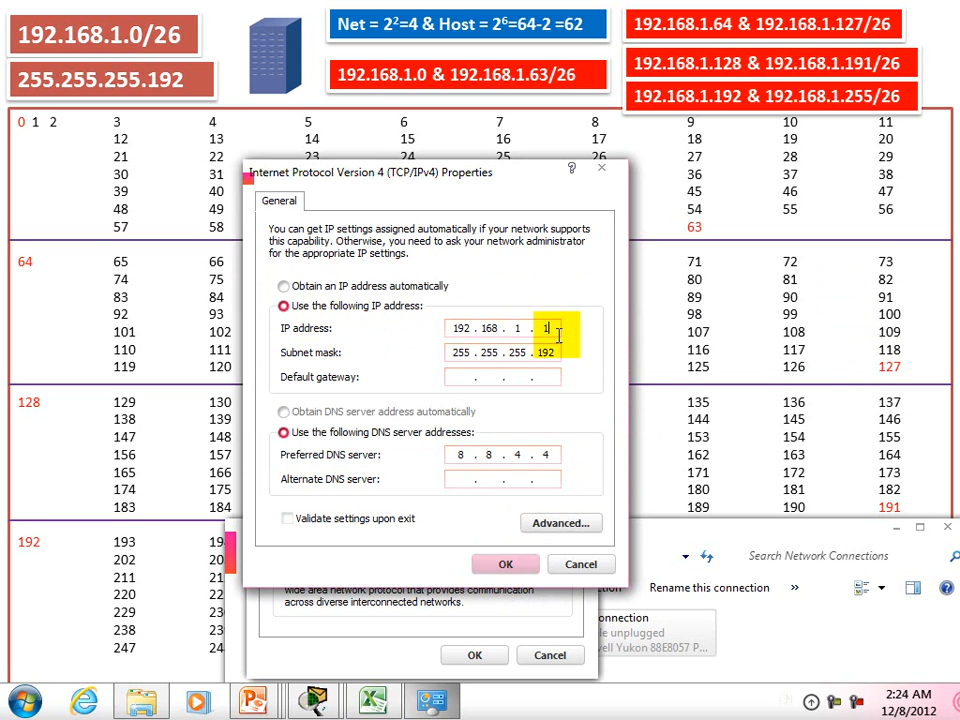 192.168.1.0/26
255.255.255.192
Net = 2²=4 & Host = 2⁶=64-2 =62
192.168.1.0 & 192.168.1.63/26
192.168.1.64 & 192.168.1.127/26
192.168.1.128 & 192.168.1.191/26
192.168.1.192 & 192.168.1.255/26
0 1 2 3 4 5 6 7 8 9 10 11
12 13 14 15 16 17 18 19 20
21 22 23 24 25 26 27 28 29
30 31 36 37 38
39 40 45 46 47
48 49 54 55 56
57 58 63
64 65 66 71 72 73
74 75 80 81 82
83 84 89 90 91
92 93 98 99 100
101 102 107 108 109
110 111 116 117 118
119 120 125 126 127
128 129 130 135 136 137
138 139 144 145 146
147 148 153 154 155
156 157 162 163 164
165 166 171 172 173
174 175 180 181 182
183 184 189 190 191
192 193
202
211
220
229
238
247
Internet Protocol Version 4 (TCP/IPv4) Properties
General
You can get IP settings assigned automatically if your network supports
this capability. Otherwise, you need to ask your network administrator
for the appropriate IP settings.
Obtain an IP address automatically
Use the following IP address:
IP address: 192 . 168 . 1 . 1
Subnet mask: 255 . 255 . 255 . 192
Default gateway: . . .
Obtain DNS server address automatically
Use the following DNS server addresses:
Preferred DNS server: 8 . 8 . 4 . 4
Alternate DNS server: . . .
Validate settings upon exit
Advanced...
OK Cancel
wide area network protocol that provides communication
across diverse interconnected networks.
OK Cancel
Search Network Connections
Rename this connection »
onnection
le unplugged
vell Yukon 88E8057 P...
2:24 AM
12/8/2012